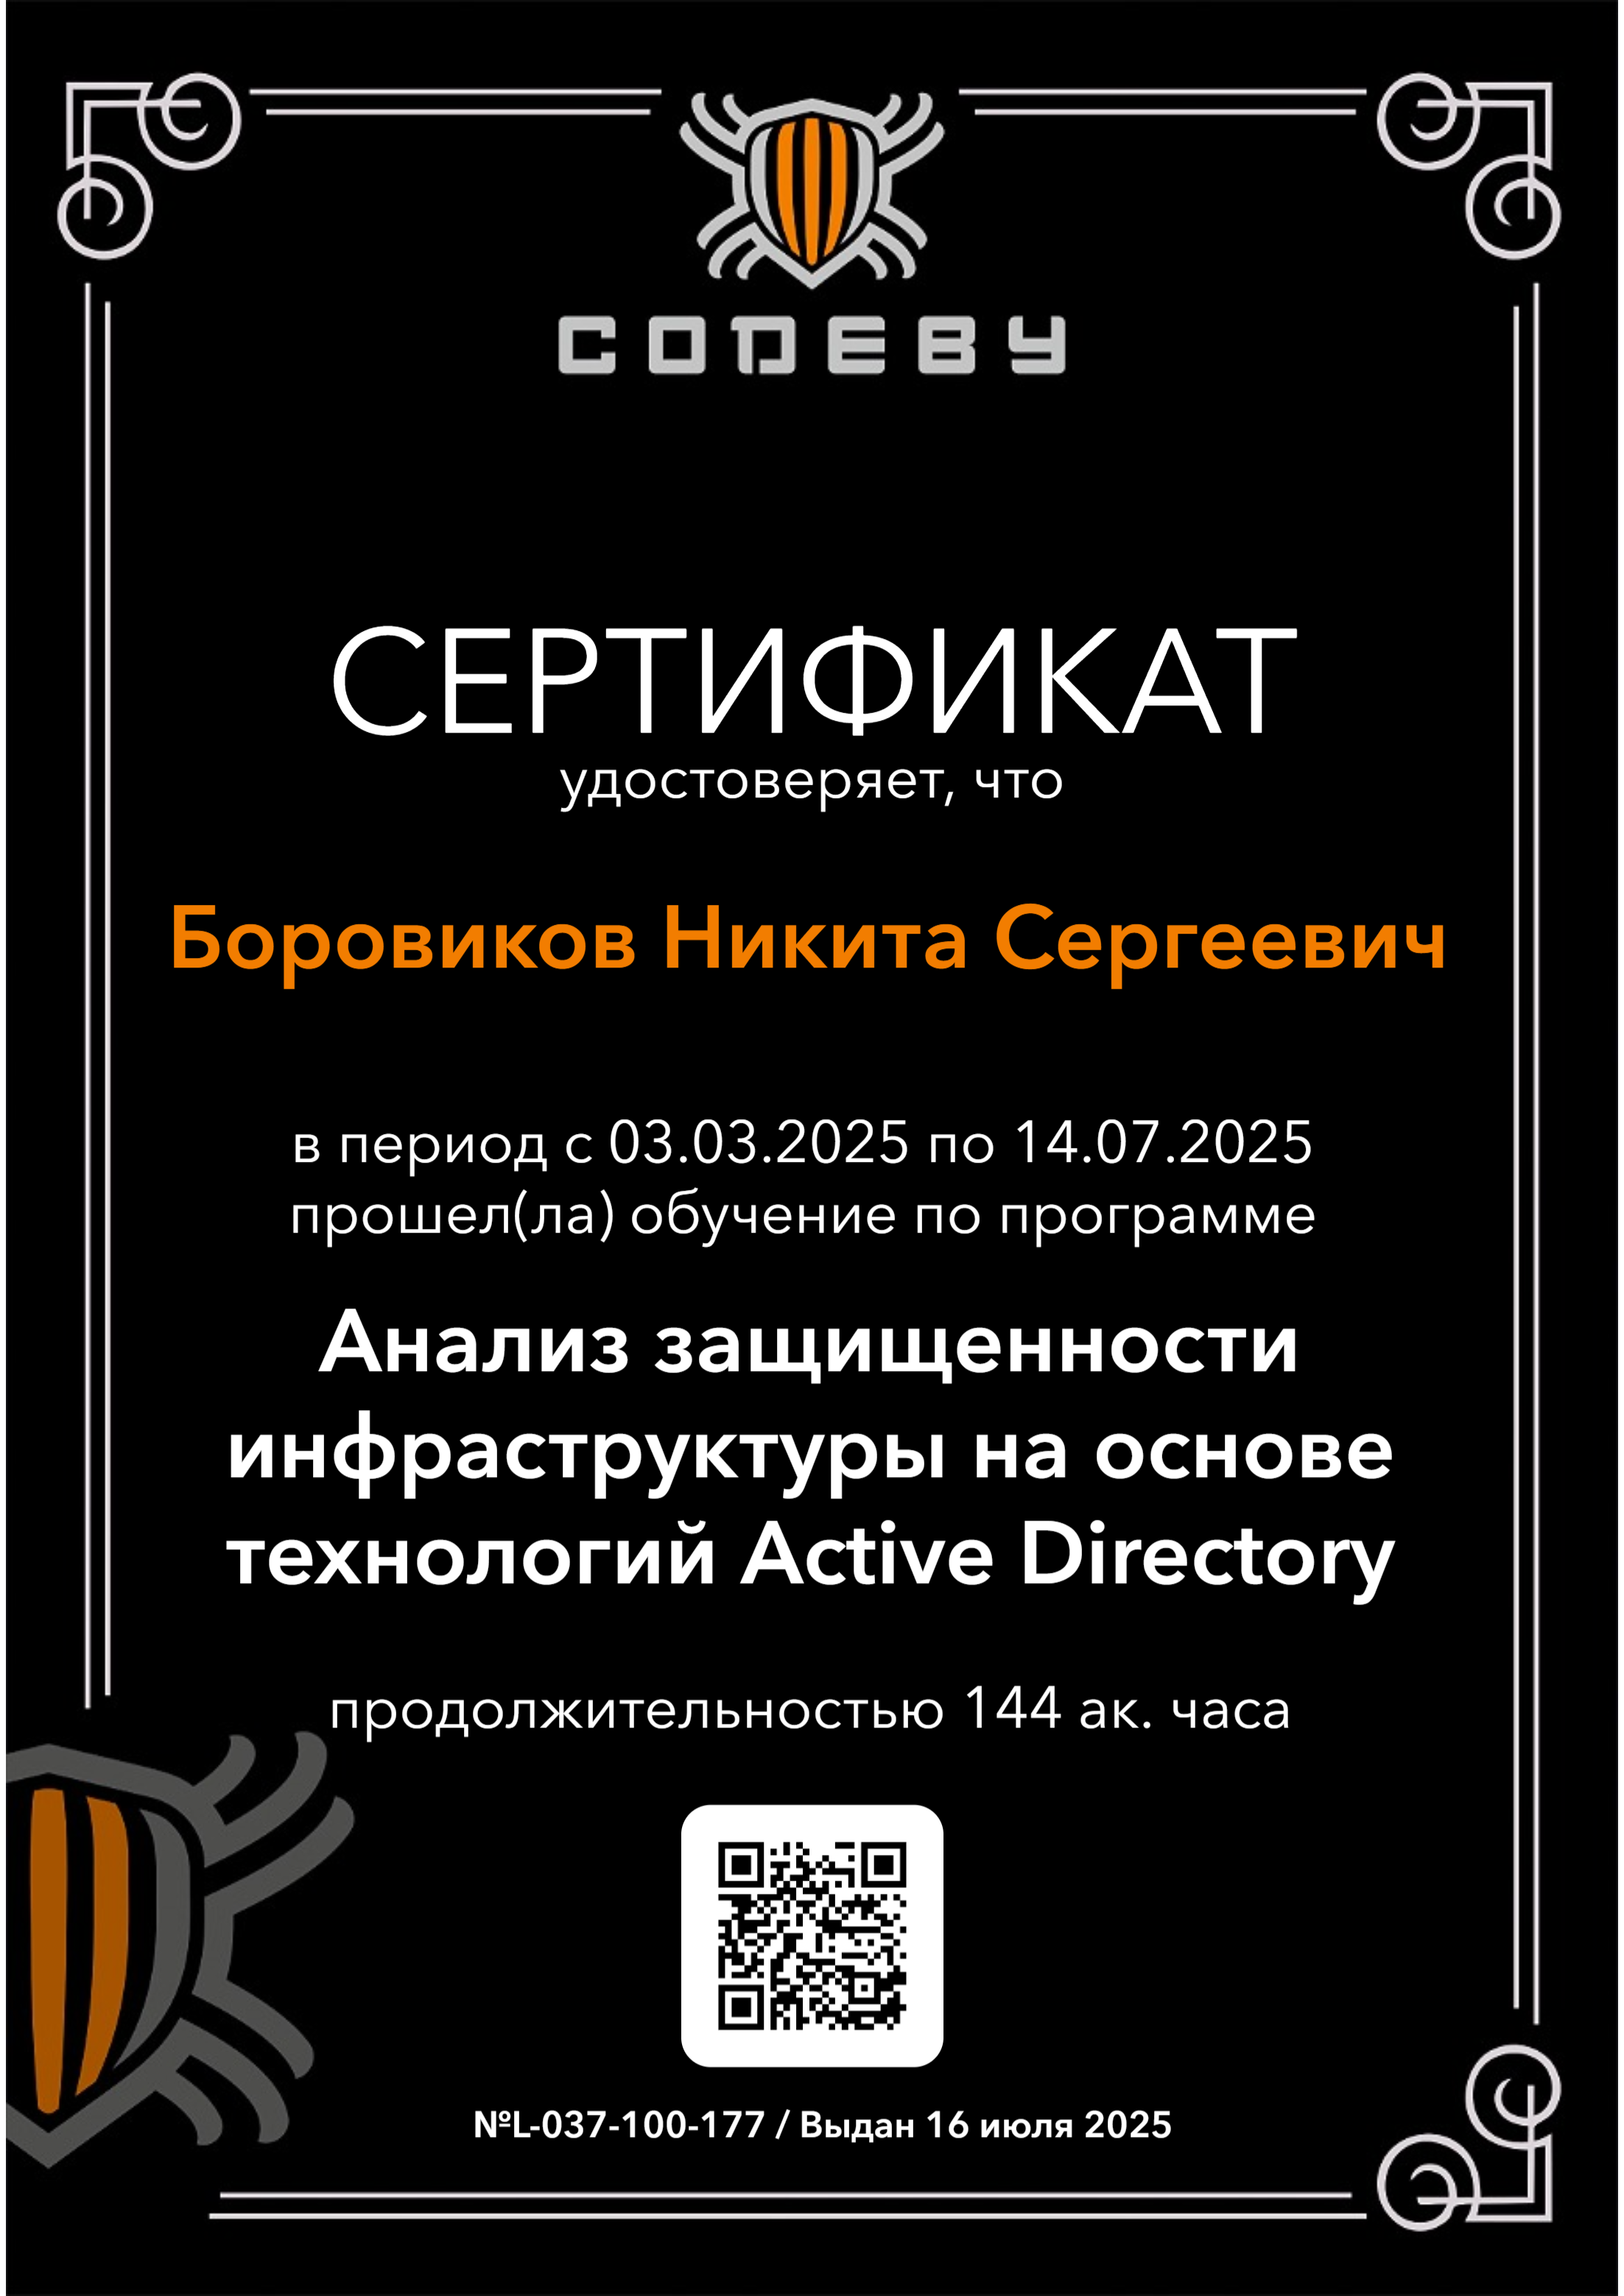 CODEBY
СЕРТИФИКАТ
удостоверяет, что
Боровиков Никита Сергеевич
в период с 03.03.2025 по 14.07.2025
прошел(ла) обучение по программе
Анализ защищенности
инфраструктуры на основе
технологий Active Directory
продолжительностью 144 ак. часа
№L-037-100-177 / Выдан 16 июля 2025